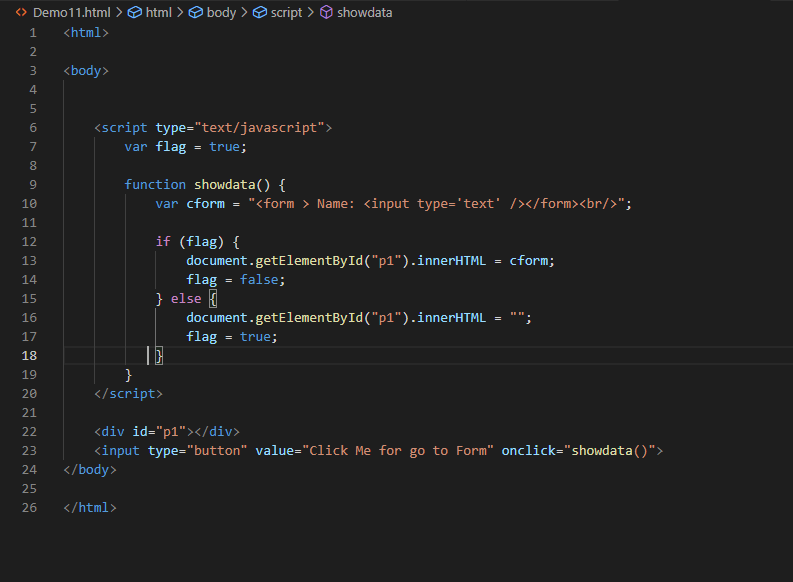 Demo11.html > html > body > script > showdata
1 <html>
2
3 <body>
4
5
6 <script type="text/javascript">
7 var flag = true;
8
9 function showdata() {
10 var cform = "<form > Name: <input type='text' /></form><br/>";
11
12 if (flag) {
13 document.getElementById("p1").innerHTML = cform;
14 flag = false;
15 } else {
16 document.getElementById("p1").innerHTML = "";
17 flag = true;
18 }
19 }
20 </script>
21
22 <div id="p1"></div>
23 <input type="button" value="Click Me for go to Form" onclick="showdata()">
24 </body>
25
26 </html>